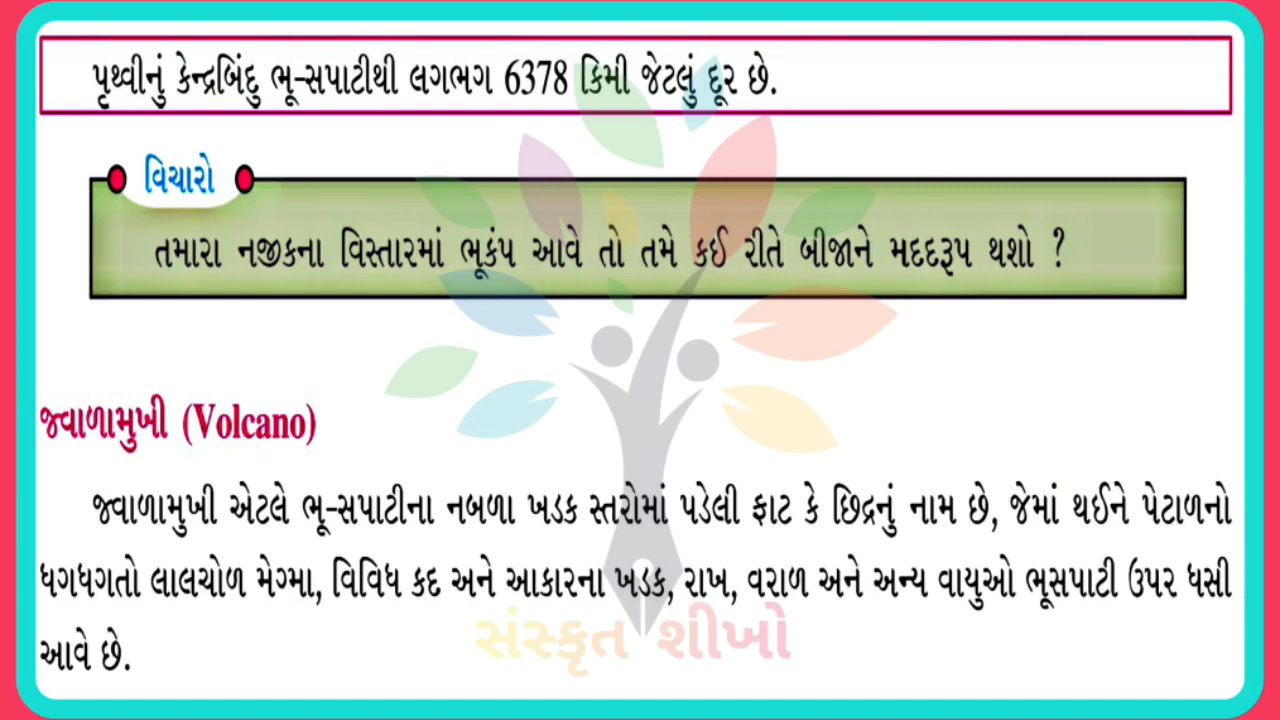 પૃથ્વીનું કેન્દ્રબિંદુ ભૂ-સપાટીથી લગભગ 6378 કિમી જેટલું દૂર છે.
વિચારો
તમારા નજીકના વિસ્તારમાં ભૂકંપ આવે તો તમે કઈ રીતે બીજાને મદદરૂપ થશો ?
જ્વાળામુખી (Volcano)
જ્વાળામુખી એટલે ભૂ-સપાટીના નબળા ખડક સ્તરોમાં પડેલી ફાટ કે છિદ્રનું નામ છે, જેમાં થઈને પેટાળનો
ધગધગતો લાલચોળ મેગ્મા, વિવિધ કદ અને આકારના ખડક, રાખ, વરાળ અને અન્ય વાયુઓ ભૂસપાટી ઉપર ધસી
આવે છે.
સંસ્કૃત શીખો